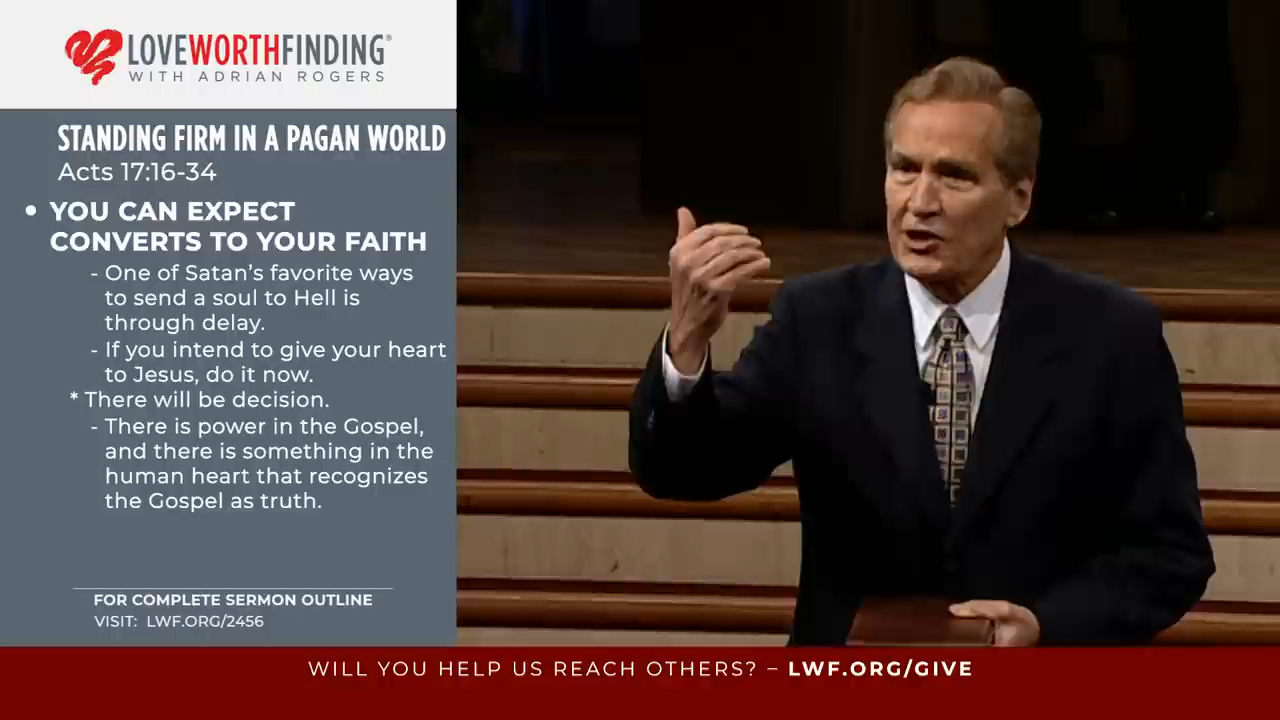 LOVEWORTHFINDING®
WITH ADRIAN ROGERS
STANDING FIRM IN A PAGAN WORLD
Acts 17:16-34
• YOU CAN EXPECT
CONVERTS TO YOUR FAITH
- One of Satan's favorite ways
to send a soul to Hell is
through delay.
- If you intend to give your heart
to Jesus, do it now.
* There will be decision.
- There is power in the Gospel,
and there is something in the
human heart that recognizes
the Gospel as truth.
FOR COMPLETE SERMON OUTLINE
VISIT: LWF.ORG/2456
WILL YOU HELP US REACH OTHERS? – LWF.ORG/GIVE